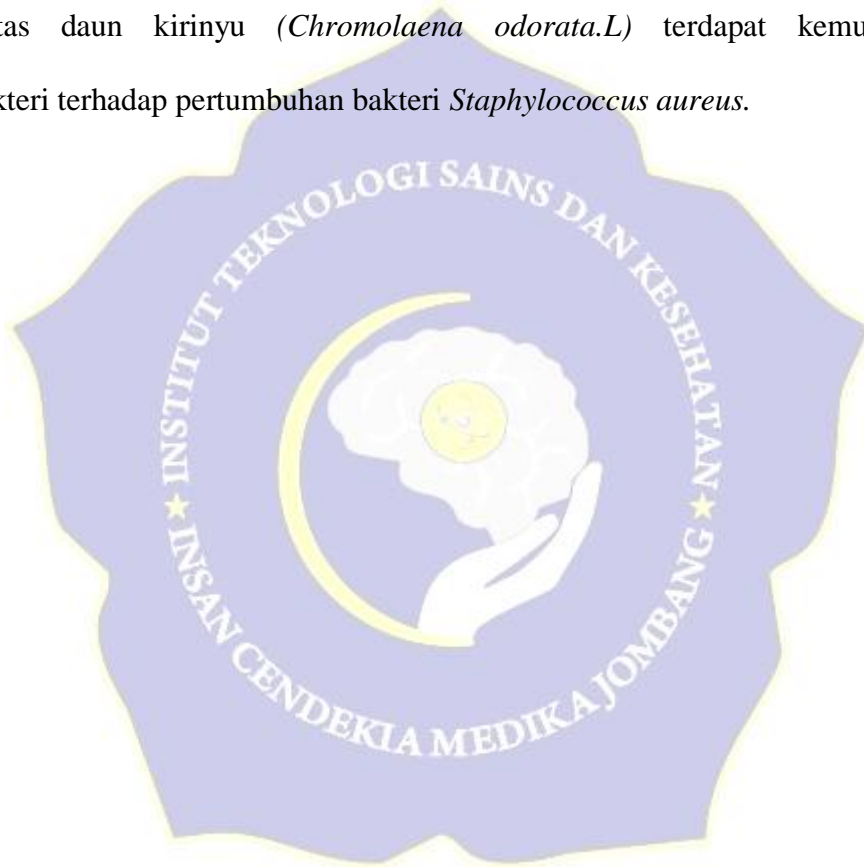 tas daun kirinyu (Chromolaena odorata.L) terdapat kemu
kteri terhadap pertumbuhan bakteri Staphylococcus aureus.
INSTITUT TEKNOLOGI SAINS DAN KESEHATAN
★ INSAN CENDEKIA MEDIKA JOMBANG ★